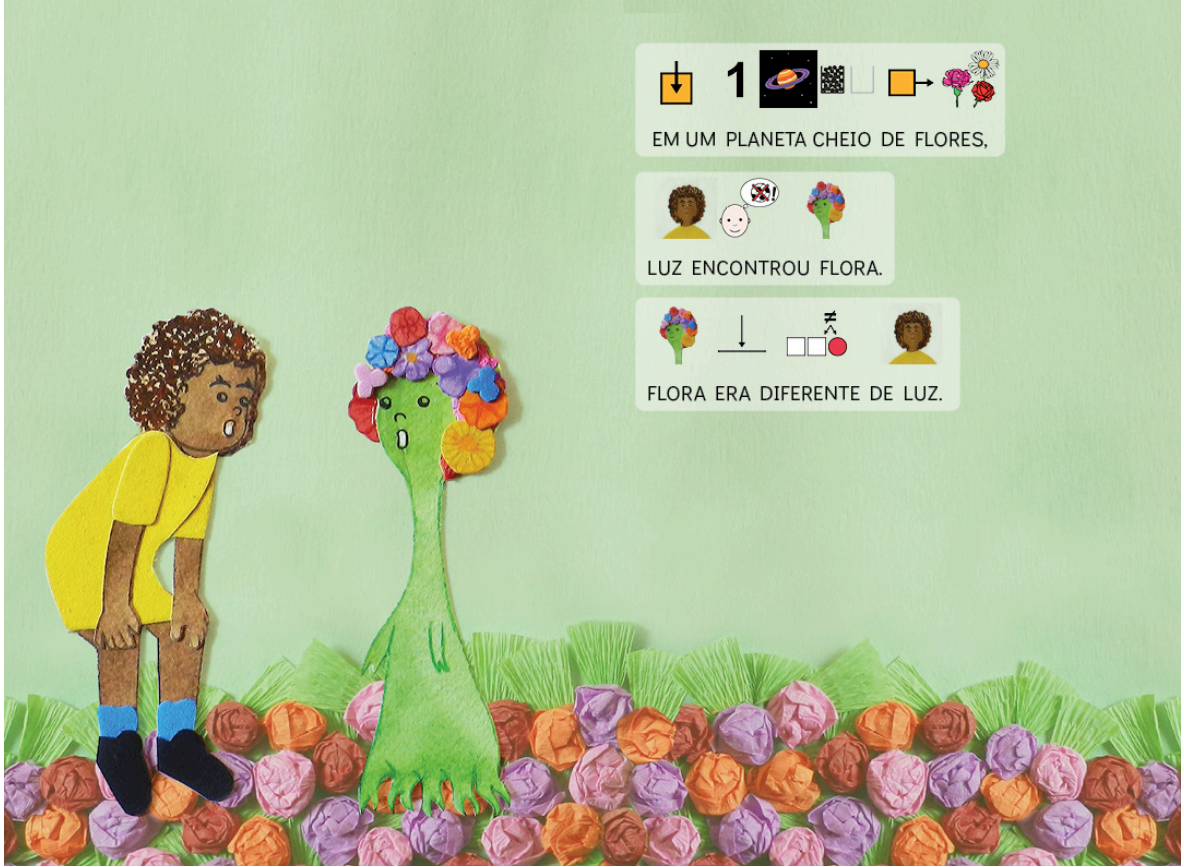 1
EM UM PLANETA CHEIO DE FLORES,
LUZ ENCONTROU FLORA.
FLORA ERA DIFERENTE DE LUZ.